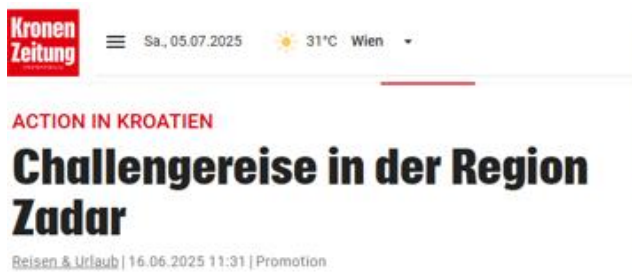 Kronen
Zeitung
Sa., 05.07.2025 31°C Wien
ACTION IN KROATIEN
Challengereise in der Region
Zadar
Reisen & Urlaub | 16.06.2025 11:31 | Promotion